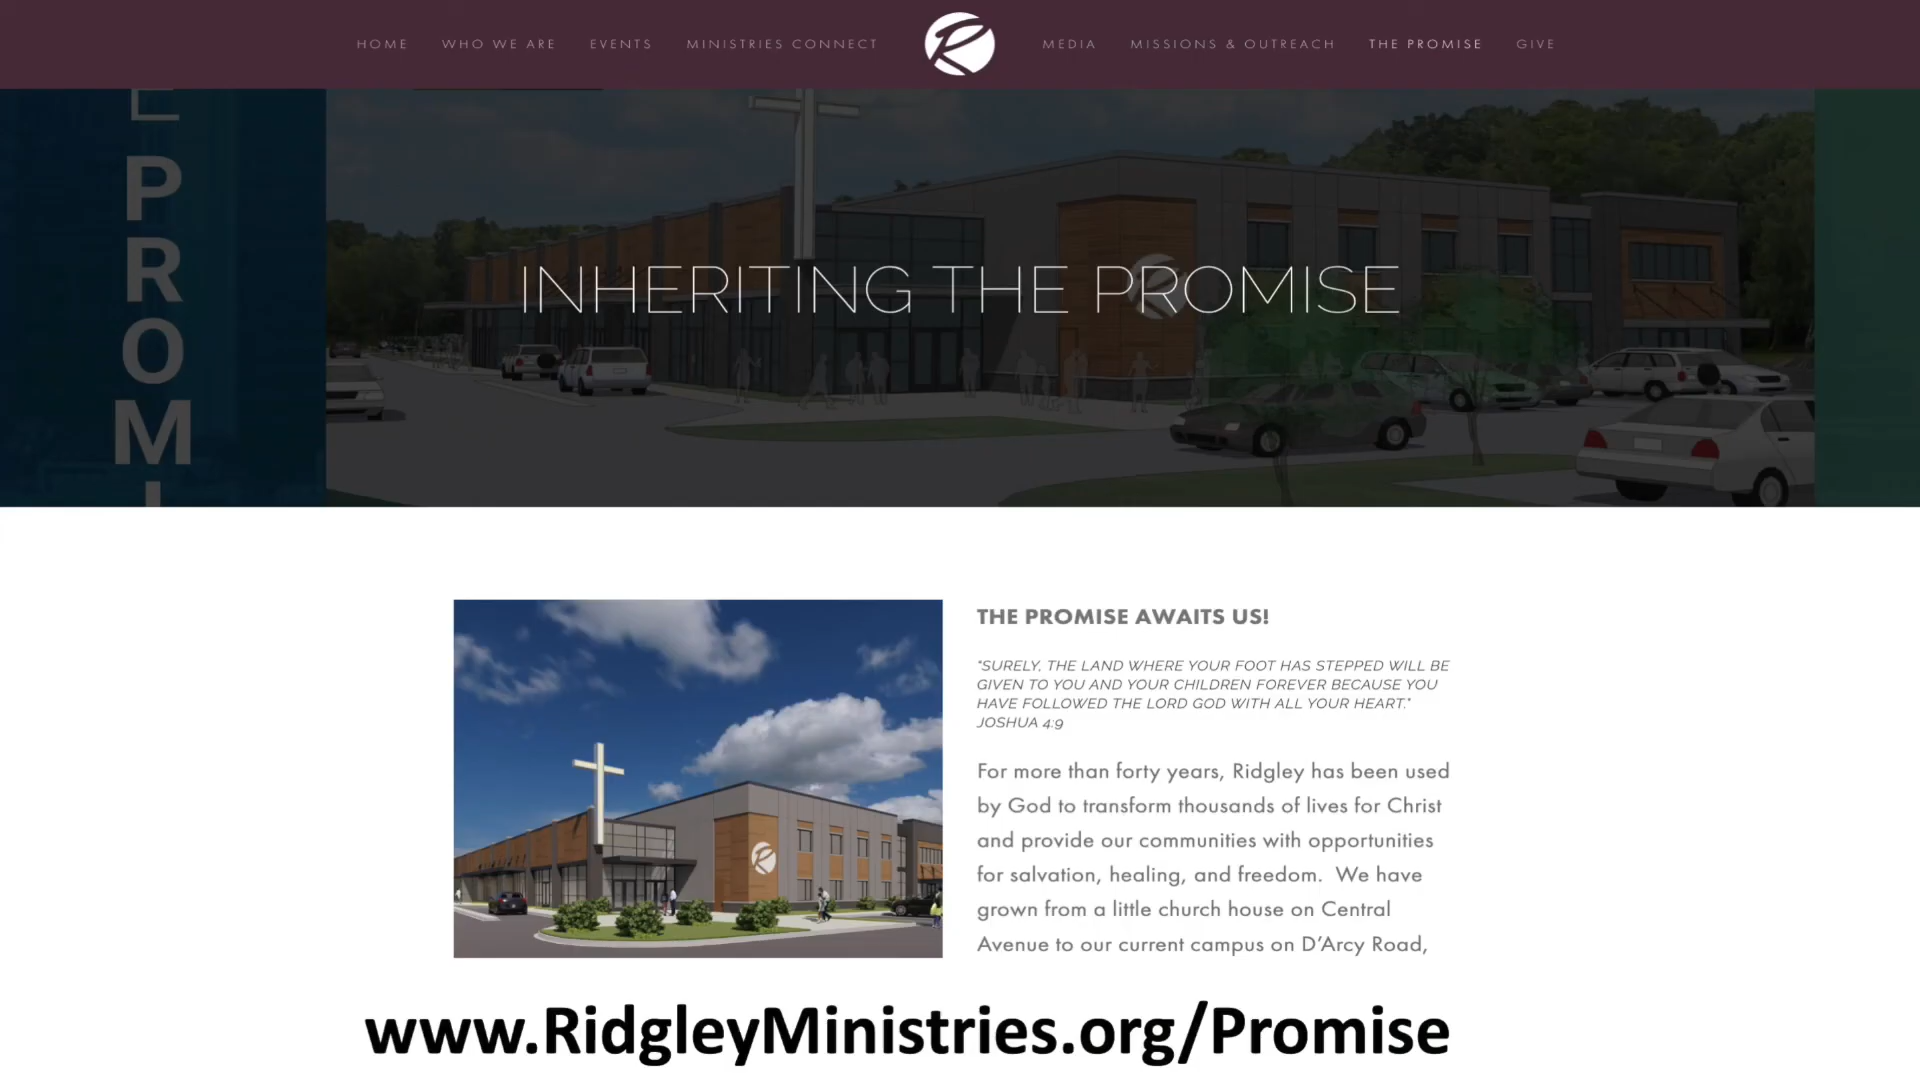 HOME WHO WE ARE EVENTS MINISTRIES CONNECT R MEDIA MISSIONS & OUTREACH THE PROMISE GIVE
E PROMI
INHERITING THE PROMISE
THE PROMISE AWAITS US!
"SURELY, THE LAND WHERE YOUR FOOT HAS STEPPED WILL BE
GIVEN TO YOU AND YOUR CHILDREN FOREVER BECAUSE YOU
HAVE FOLLOWED THE LORD GOD WITH ALL YOUR HEART."
JOSHUA 4:9
For more than forty years, Ridgley has been used
by God to transform thousands of lives for Christ
and provide our communities with opportunities
for salvation, healing, and freedom.  We have
grown from a little church house on Central
Avenue to our current campus on D’Arcy Road,
www.RidgleyMinistries.org/Promise